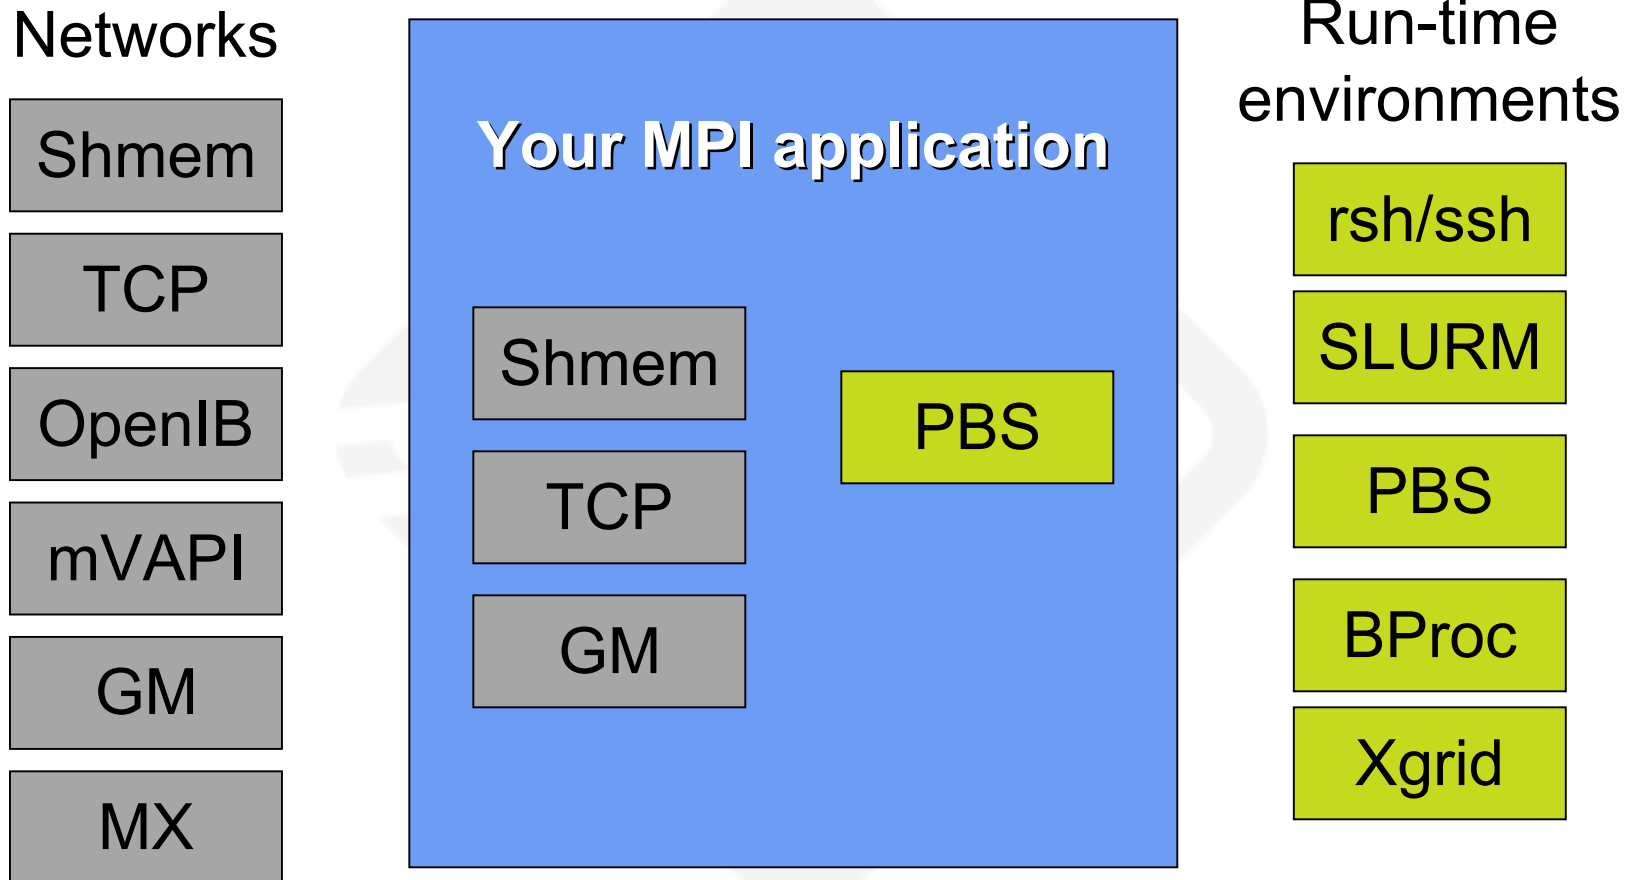 Networks
Shmem
TCP
OpenIB
mVAPI
GM
MX
Your MPI application
Shmem
TCP
GM
PBS
Run-time
environments
rsh/ssh
SLURM
PBS
BProc
Xgrid